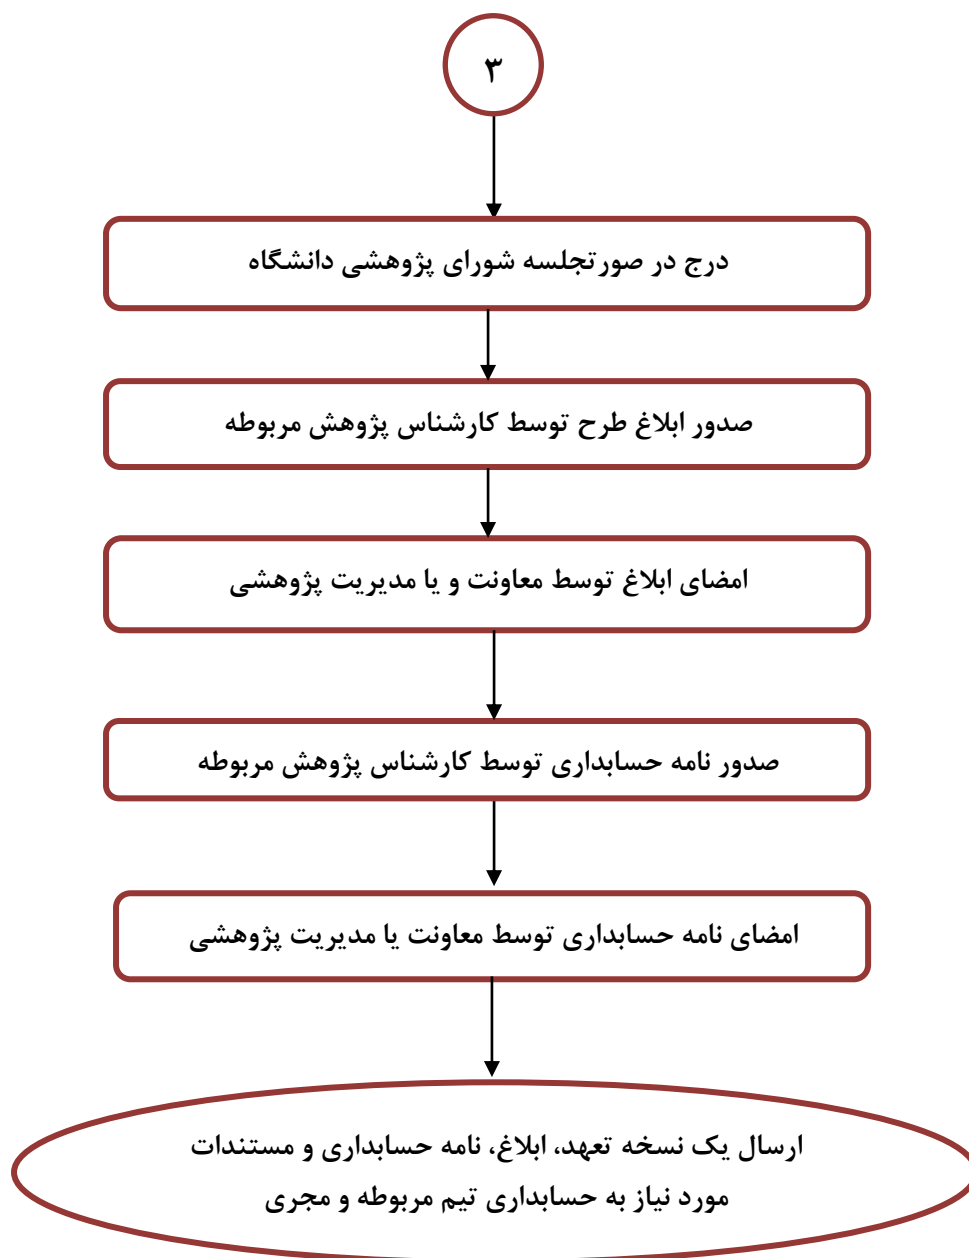 ۳
درج در صورتجلسه شورای پژوهشی دانشگاه
صدور ابلاغ طرح توسط کارشناس پژوهش مربوطه
امضای ابلاغ توسط معاونت و یا مدیریت پژوهشی
صدور نامه حسابداری توسط کارشناس پژوهش مربوطه
امضای نامه حسابداری توسط معاونت یا مدیریت پژوهشی
ارسال یک نسخه تعهد، ابلاغ، نامه حسابداری و مستندات
مورد نیاز به حسابداری، تیم مربوطه و مجری